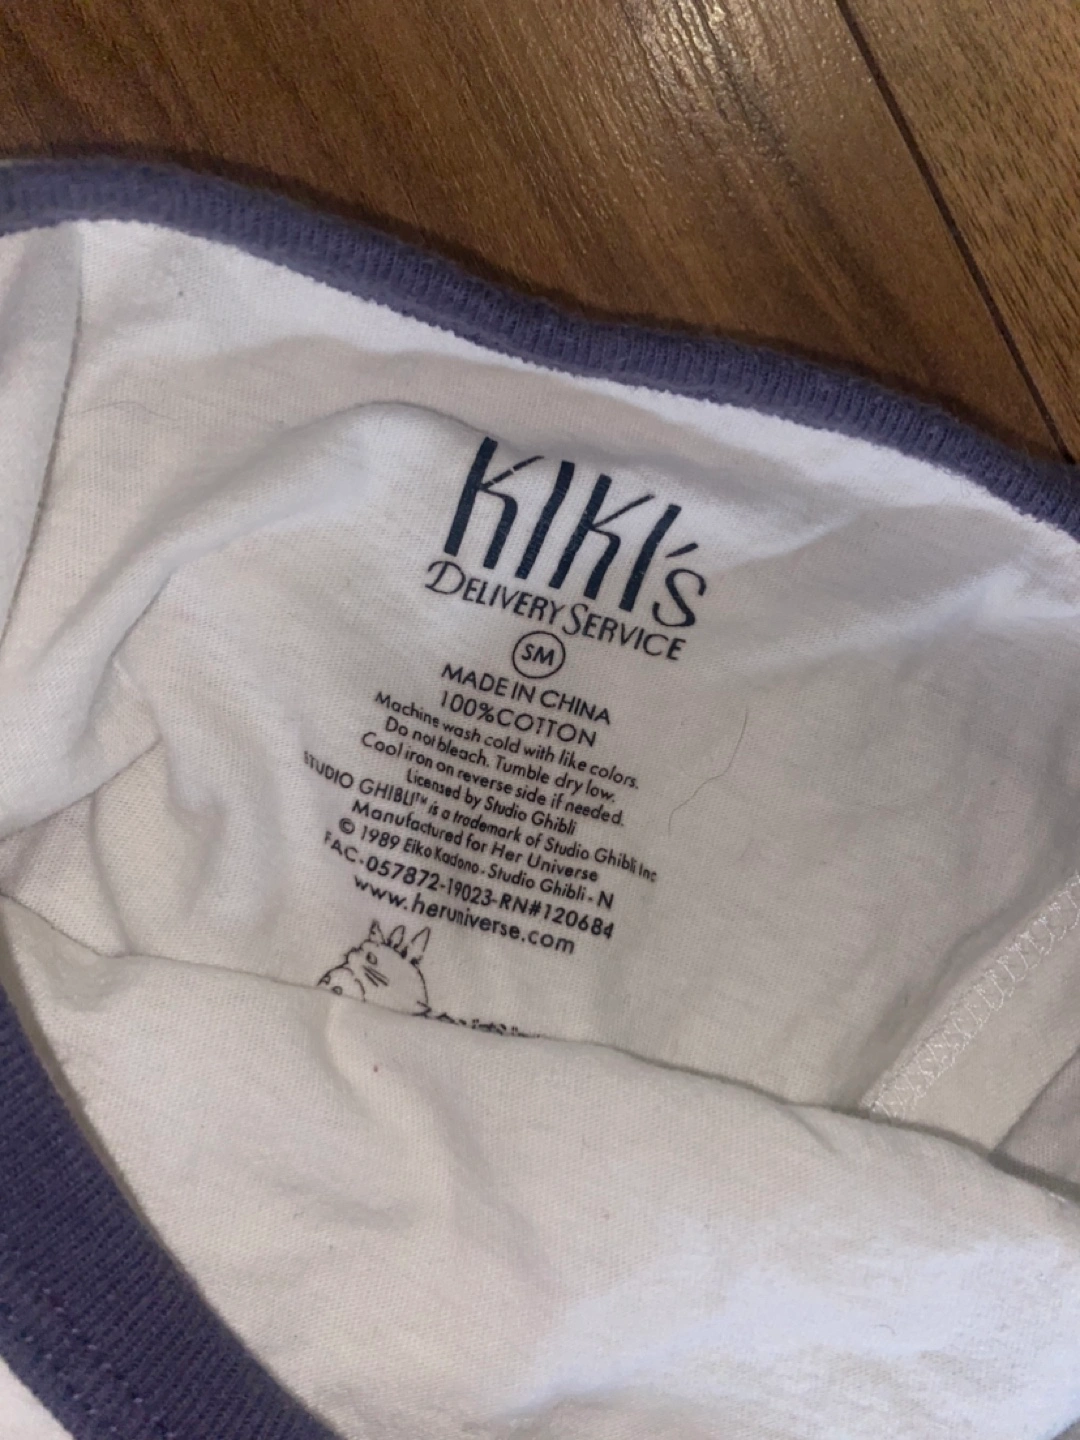 KIKI's
DELIVERY SERVICE
SM
MADE IN CHINA
100%COTTON
Machine wash cold with like colors.
Do not bleach. Tumble dry low.
Cool iron on reverse side if needed.
Licensed by Studio Ghibli
STUDIO GHIBLI™ is a trademark of Studio Ghibli Inc
Manufactured for Her Universe
© 1989 Eiko Kadono - Studio Ghibli - N
FAC-057872-19023-RN#120684
www.heruniverse.com